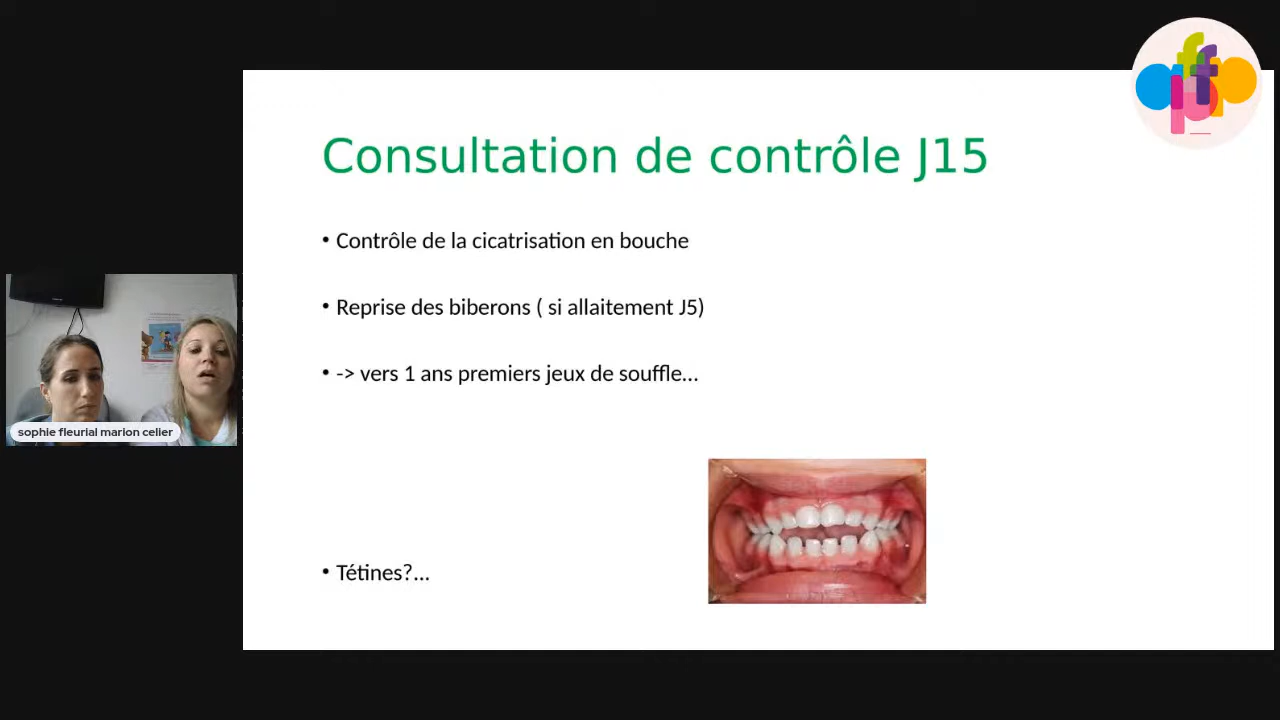 Consultation de contrôle J15
• Contrôle de la cicatrisation en bouche
• Reprise des biberons ( si allaitement J5)
• -> vers 1 ans premiers jeux de souffle...
• Tétines?...
sophie fleurial marion celier